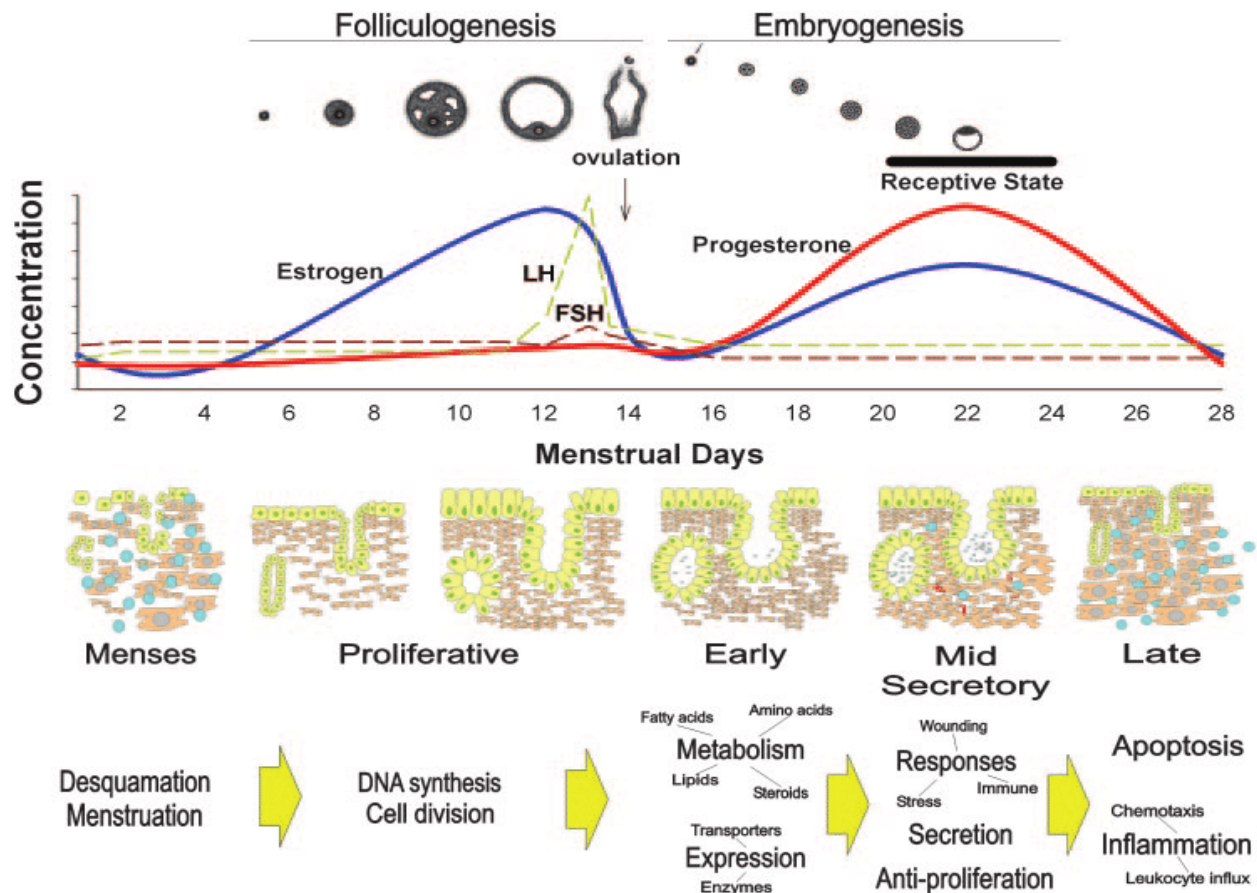 Folliculogenesis
Embryogenesis
ovulation
Receptive State
Concentration
Estrogen
LH
FSH
Progesterone
2 4 6 8 10 12 14 16 18 20 22 24 26 28
Menstrual Days
Menses
Proliferative
Early
Mid
Secretory
Late
Desquamation
Menstruation
DNA synthesis
Cell division
Fatty acids
Amino acids
Metabolism
Lipids
Steroids
Transporters
Expression
Enzymes
Wounding
Responses
Stress
Immune
Secretion
Anti-proliferation
Apoptosis
Chemotaxis
Inflammation
Leukocyte influx